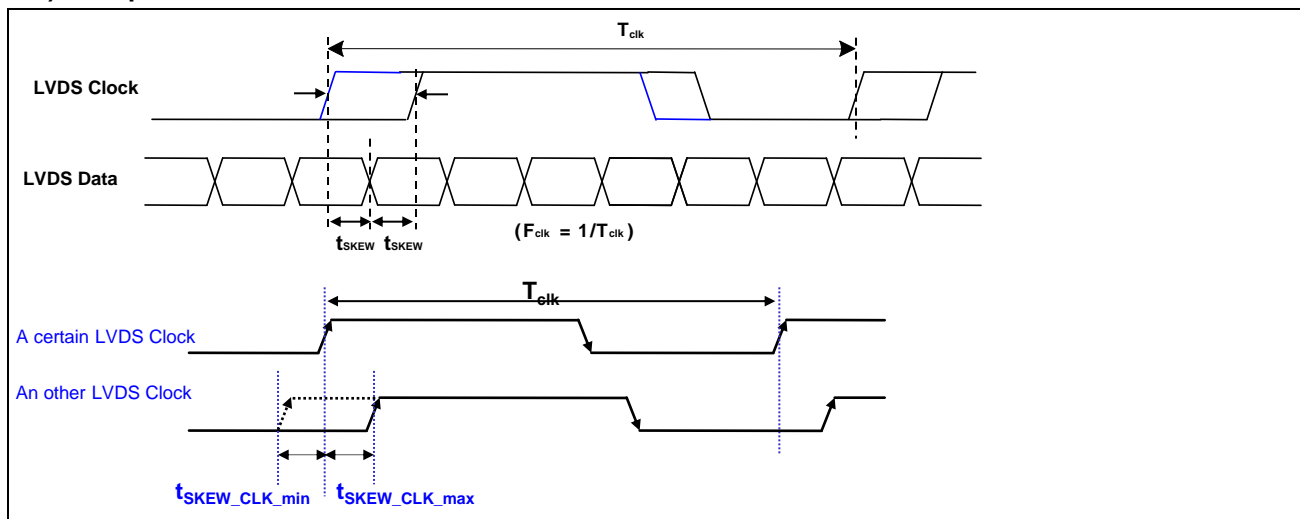 Tclk
LVDS Clock
LVDS Data
tSKEW tSKEW
(Fclk = 1/Tclk)
Tclk
A certain LVDS Clock
An other LVDS Clock
tSKEW_CLK_min tSKEW_CLK_max